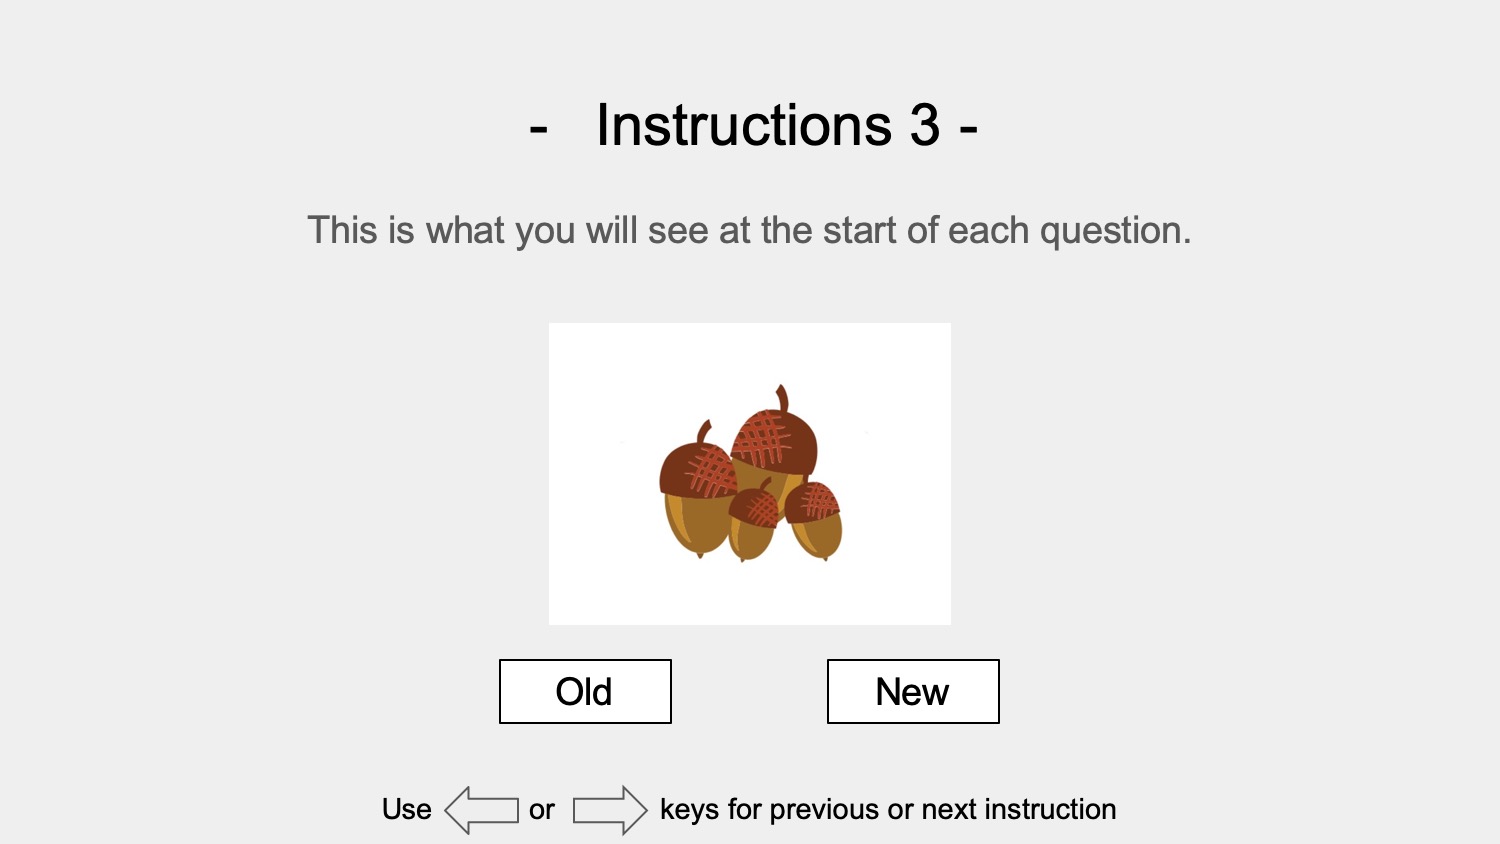 - Instructions 3 -
This is what you will see at the start of each question.
Old New
Use or keys for previous or next instruction